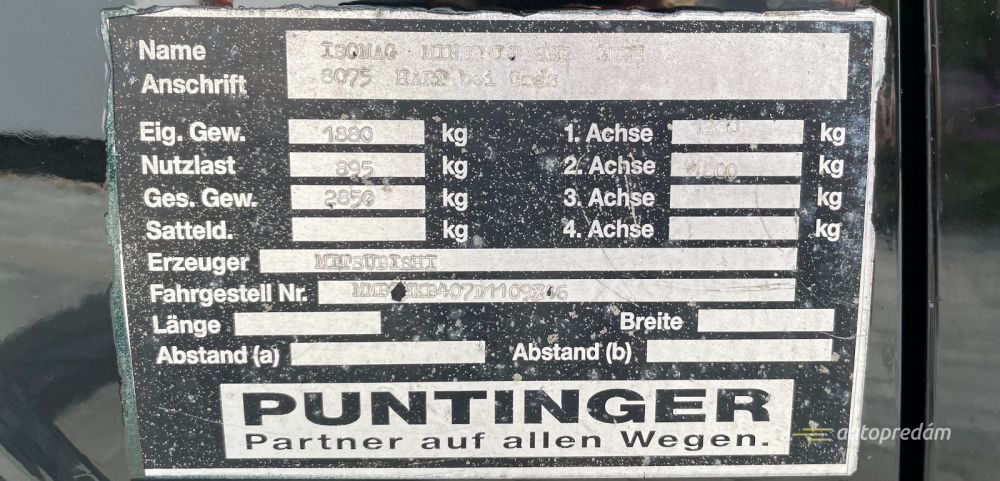 Name ISOMAG
Anschrift 8075 HART bei Graz
Eig. Gew. 1880 kg 1. Achse kg
Nutzlast 895 kg 2. Achse kg
Ges. Gew. 2850 kg 3. Achse kg
Satteld. kg 4. Achse kg
Erzeuger MITSUBISHI
Fahrgestell Nr.
Länge Breite
Abstand (a) Abstand (b)
PUNTINGER
Partner auf allen Wegen.
autopredám